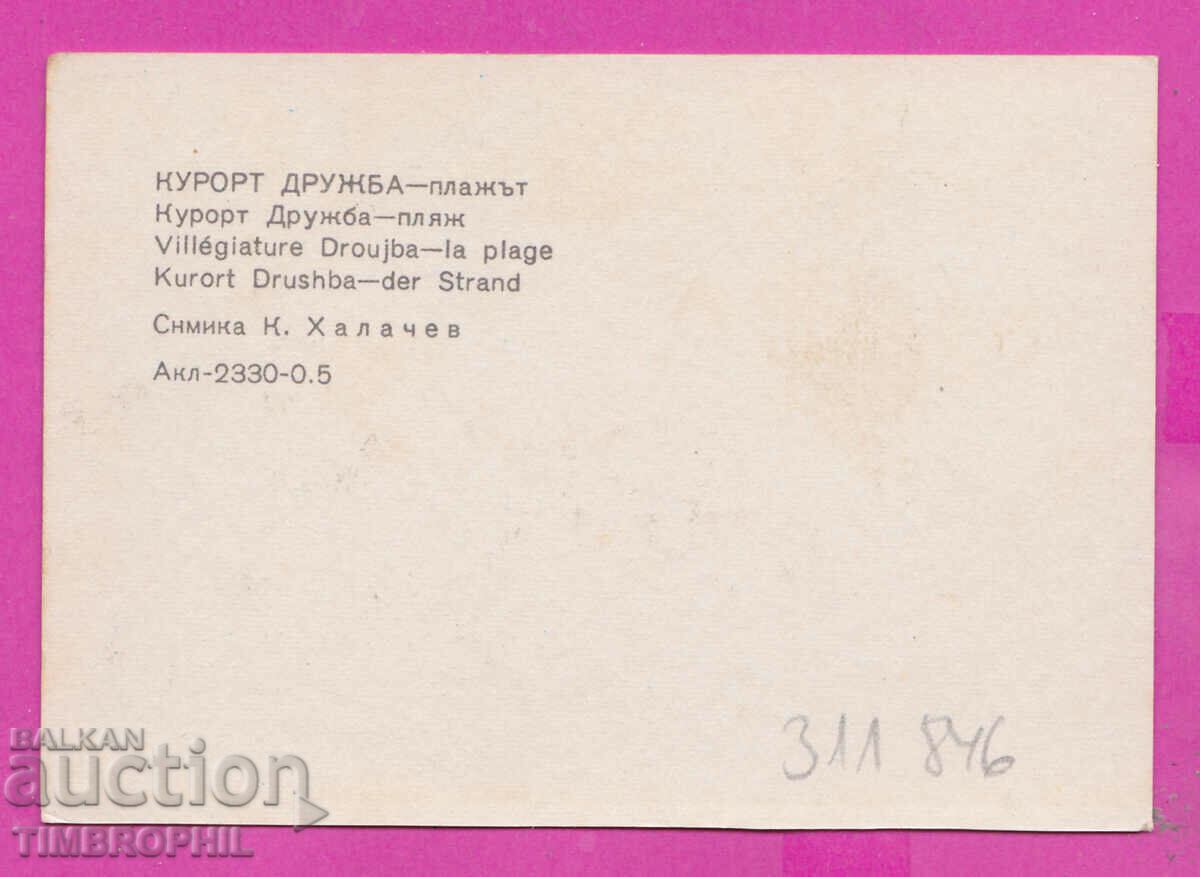 КУРОРТ ДРУЖБА—плажът
Курорт Дружба—пляж
Villégiature Droujba—la plage
Kurort Drushba—der Strand
Снмика К. Халачев
Акл-2330-0.5
311 846
BALKAN
auction
TIMBROPHIL